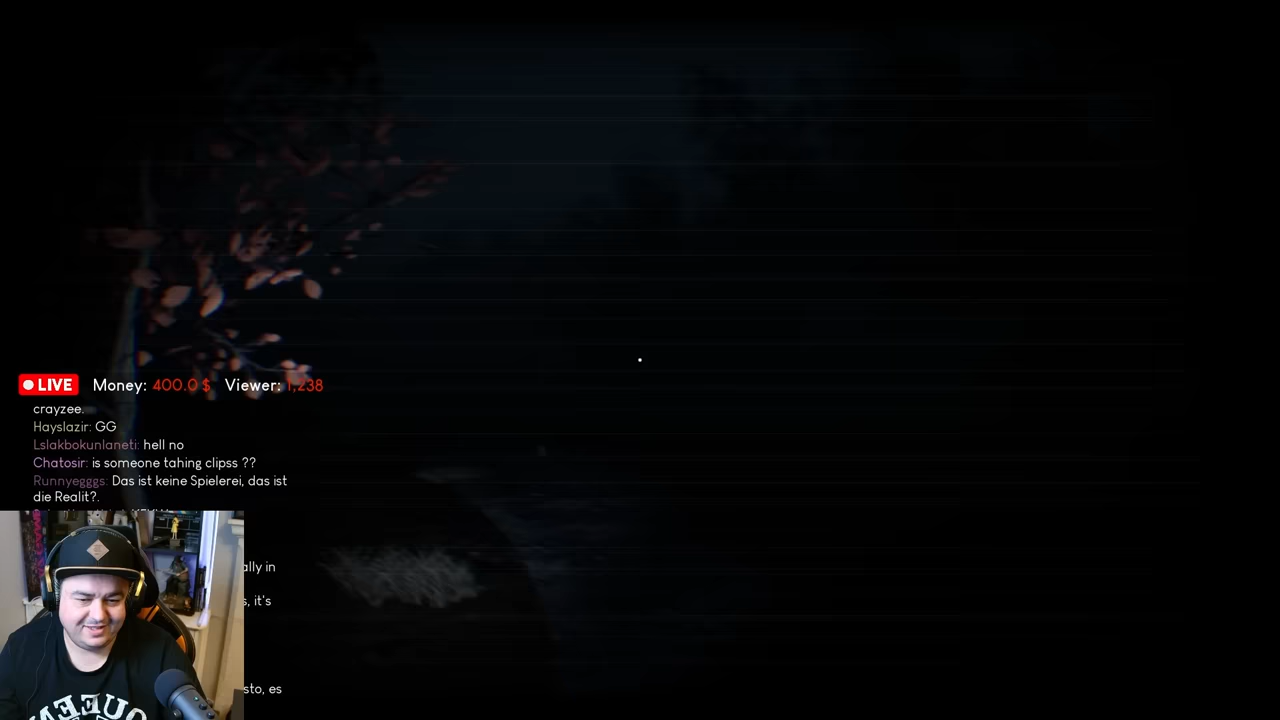 LIVE Money: 400.0 $ Viewer: 1,238
crayzee.
Hayslazir: GG
Lslakbokunlaneti: hell no
Chatosir: is someone tahing clipss ??
Runnyegggs: Das ist keine Spielerei, das ist
die Realit?.
ally in
s, it's
sto, es
QUEEN